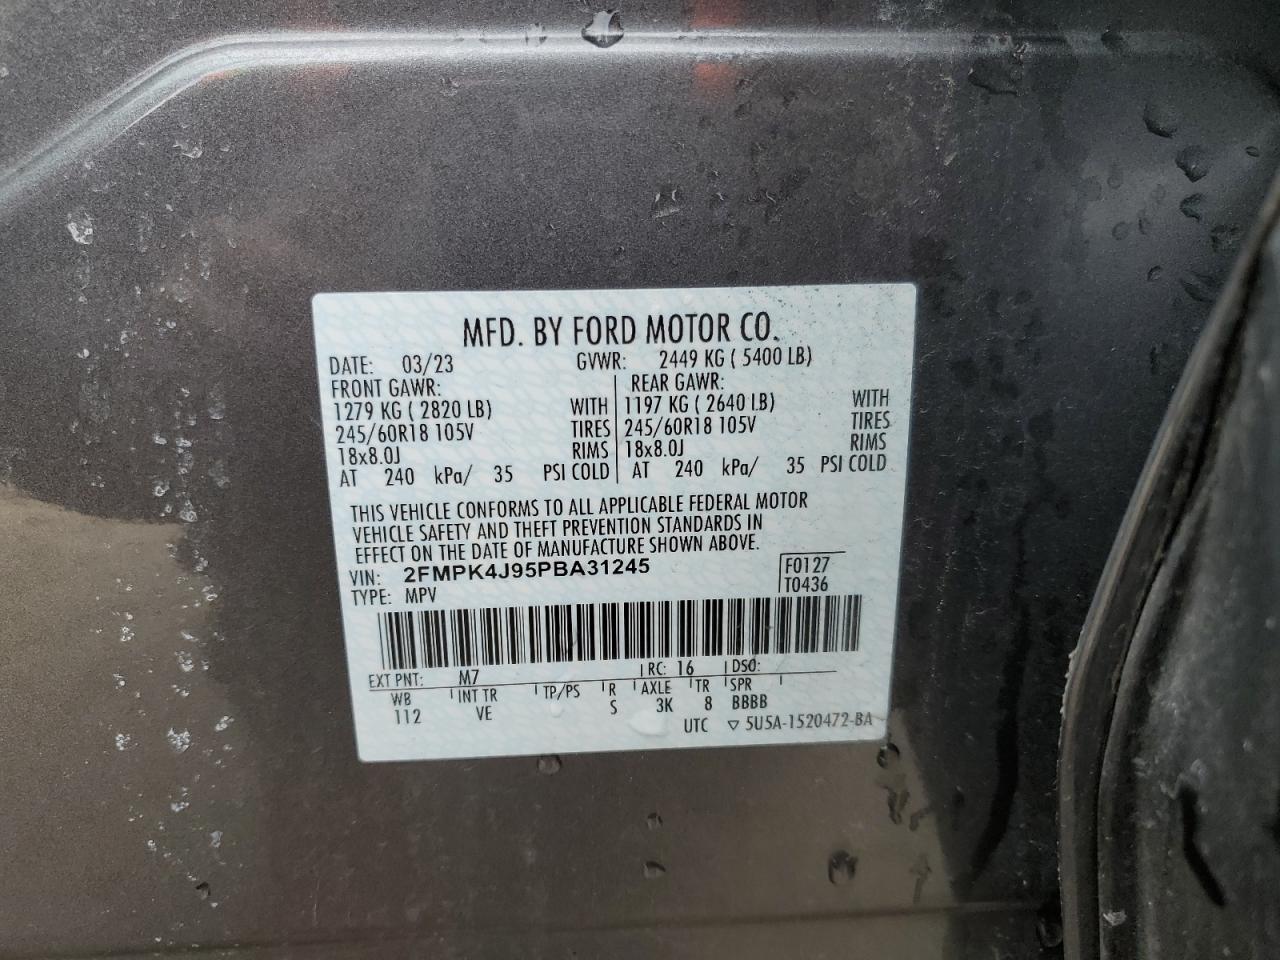 MFD. BY FORD MOTOR CO.
DATE: 03/23 GVWR: 2449 KG ( 5400 LB)
FRONT GAWR: REAR GAWR:
1279 KG ( 2820 LB) WITH 1197 KG ( 2640 LB) WITH
245/60R18 105V TIRES 245/60R18 105V TIRES
18x8.0J RIMS 18x8.0J RIMS
AT 240 kPa/ 35 PSI COLD AT 240 kPa/ 35 PSI COLD
THIS VEHICLE CONFORMS TO ALL APPLICABLE FEDERAL MOTOR
VEHICLE SAFETY AND THEFT PREVENTION STANDARDS IN
EFFECT ON THE DATE OF MANUFACTURE SHOWN ABOVE.
VIN: 2FMPK4J95PBA31245 F0127
TYPE: MPV T0436
EXT PNT: M7 RC: 16 DSO:
WB INT TR TP/PS R AXLE TR SPR
112 VE S 3K 8 BBBB
UTC ▽ 5U5A-1520472-BA